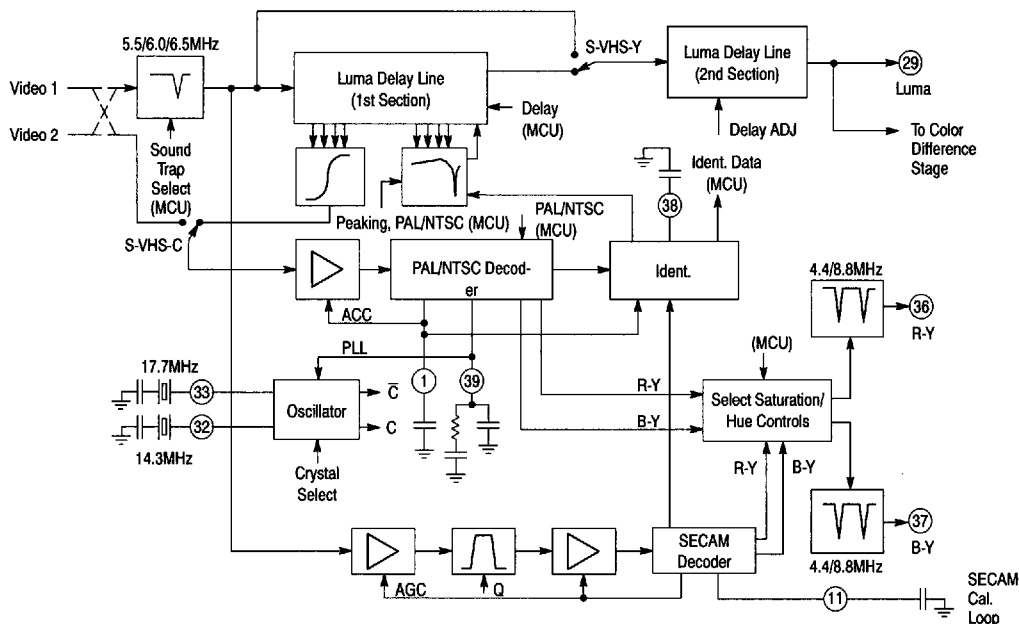 5.5/6.0/6.5MHz
Video 1
Video 2
Sound
Trap
Select
(MCU)
S-VHS-C
Luma Delay Line
(1st Section)
Delay
(MCU)
S-VHS-Y
Luma Delay Line
(2nd Section)
Delay ADJ
29
Luma
To Color
Difference
Stage
Ident. Data
(MCU)
38
Peaking, PAL/NTSC (MCU)
PAL/NTSC
(MCU)
PAL/NTSC Decod-
er
Ident.
ACC
PLL
1
39
17.7MHz
33
32
14.3MHz
Oscillator
C̅
C
Crystal
Select
4.4/8.8MHz
36
R-Y
(MCU)
R-Y
B-Y
Select Saturation/
Hue Controls
R-Y
B-Y
37
B-Y
4.4/8.8MHz
AGC
Q
SECAM
Decoder
11
SECAM
Cal.
Loop